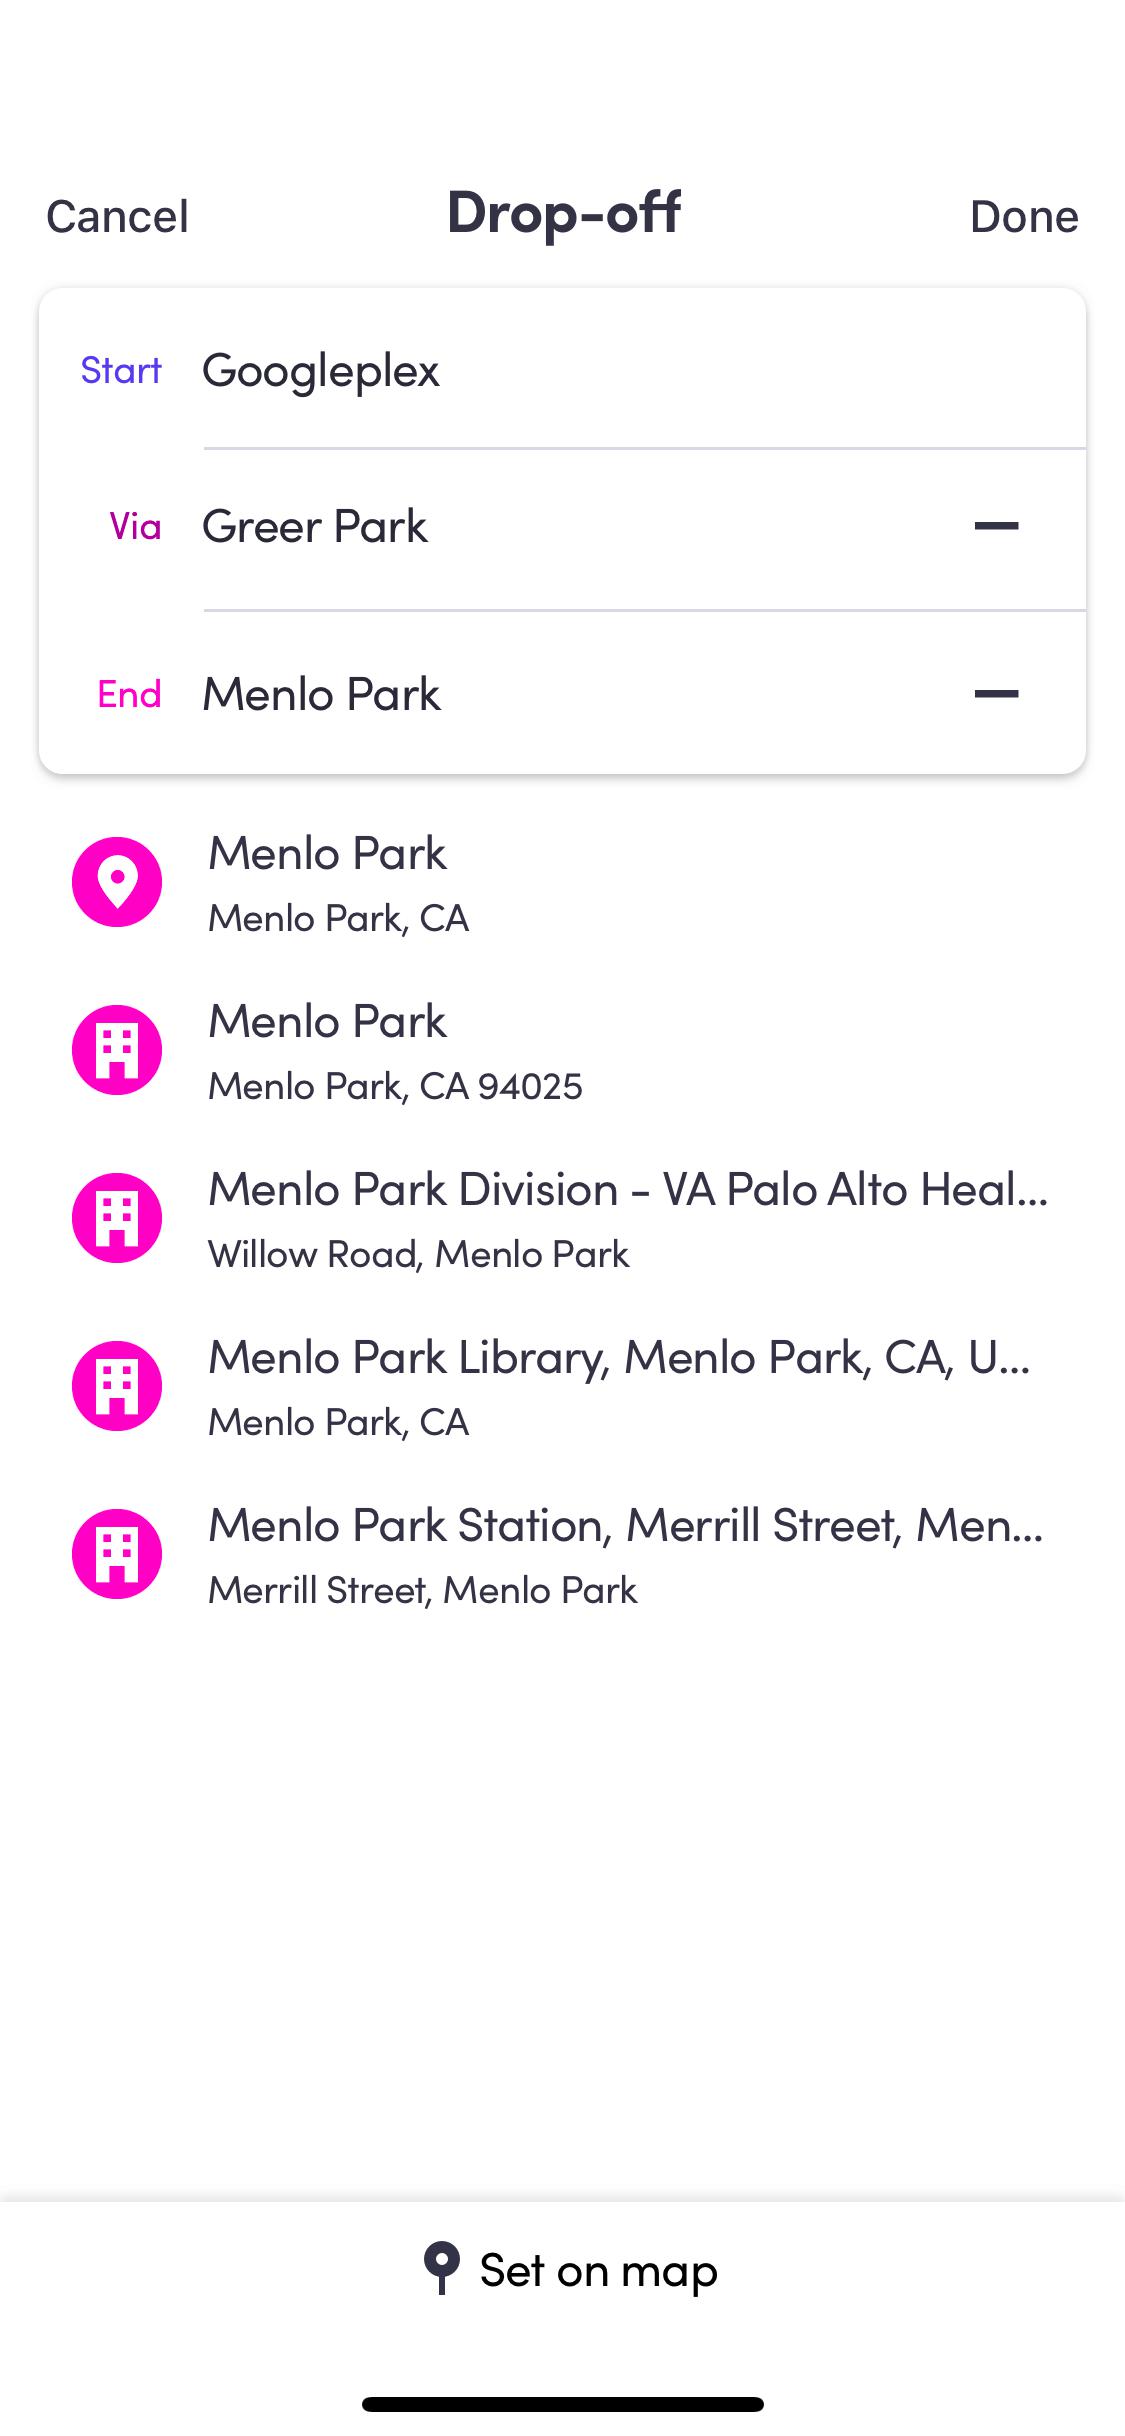 Cancel Drop-off Done
Start Googleplex
Via Greer Park
End Menlo Park
Menlo Park
Menlo Park, CA
Menlo Park
Menlo Park, CA 94025
Menlo Park Division - VA Palo Alto Heal...
Willow Road, Menlo Park
Menlo Park Library, Menlo Park, CA, U...
Menlo Park, CA
Menlo Park Station, Merrill Street, Men...
Merrill Street, Menlo Park
Set on map